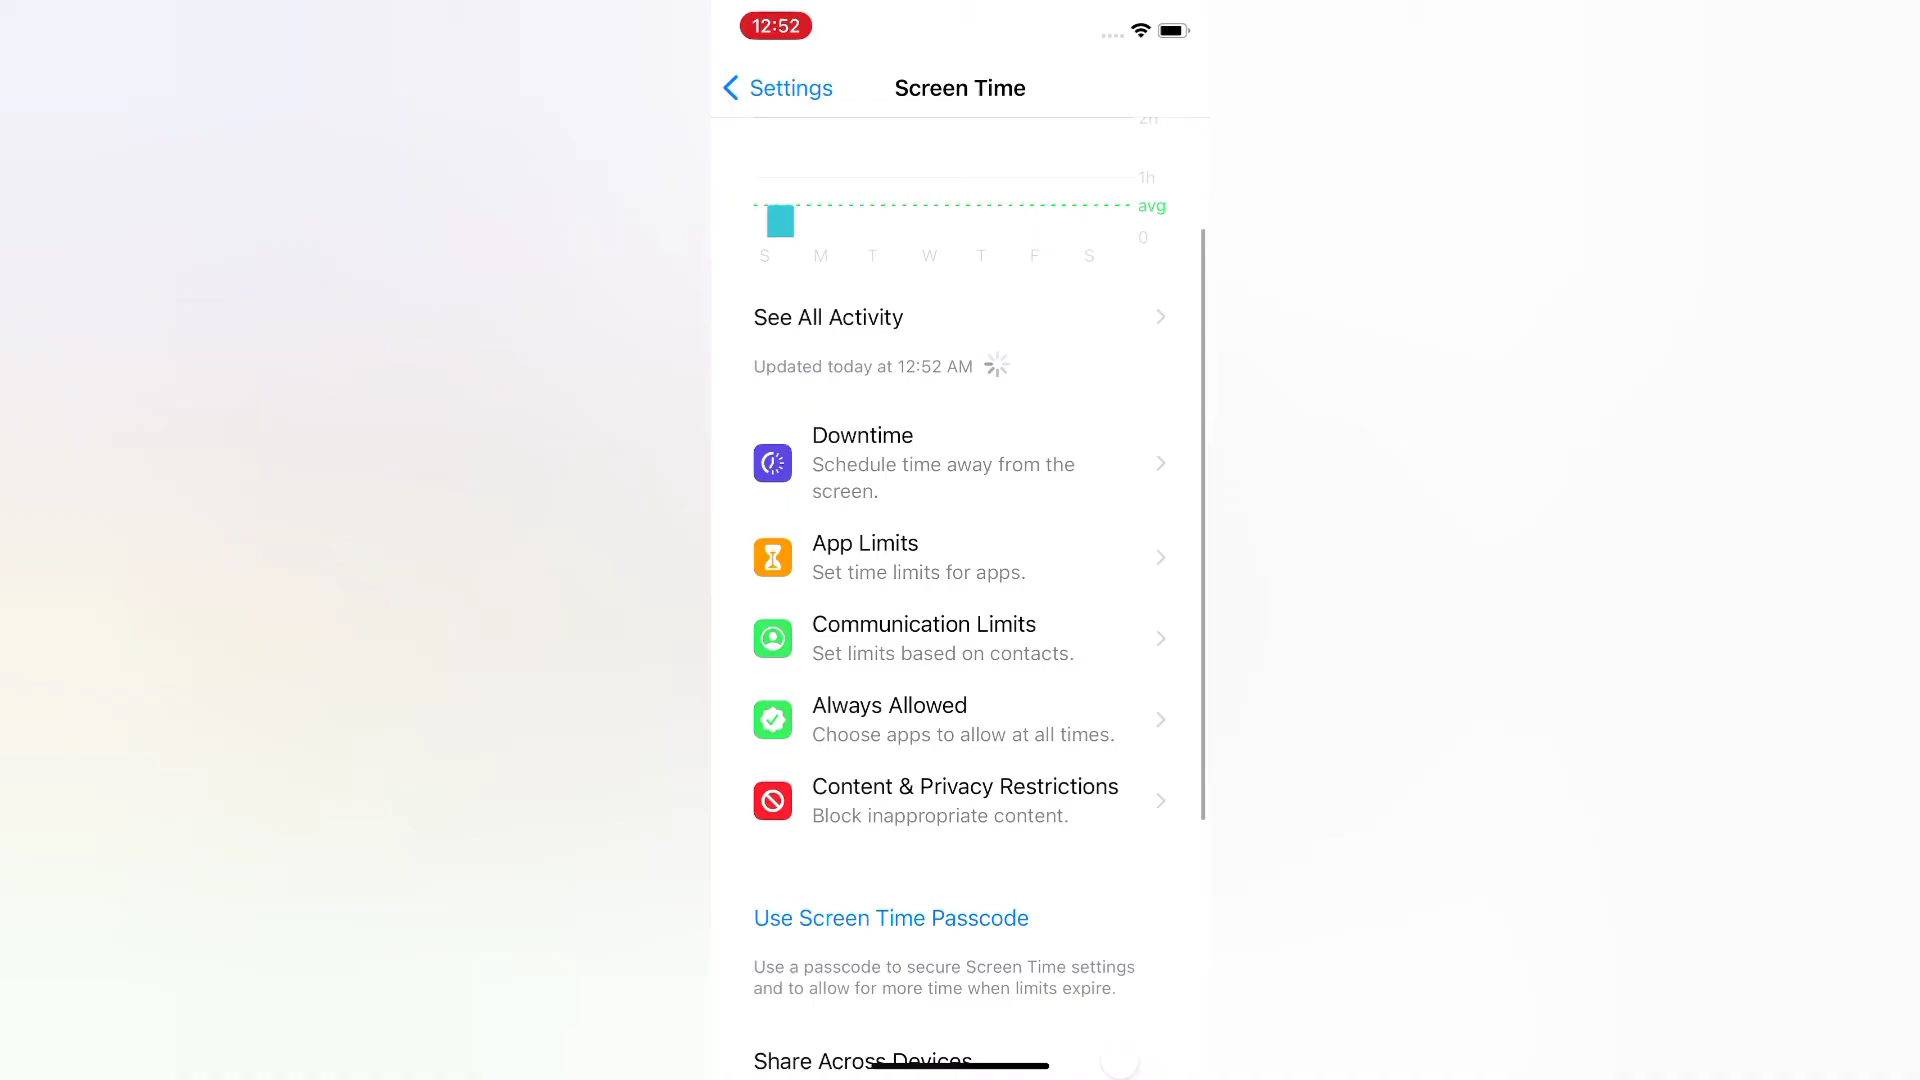 12:52
Settings
Screen Time
2h
1h
avg
0
S M T W T F S
See All Activity
Updated today at 12:52 AM
Downtime
Schedule time away from the
screen.
App Limits
Set time limits for apps.
Communication Limits
Set limits based on contacts.
Always Allowed
Choose apps to allow at all times.
Content & Privacy Restrictions
Block inappropriate content.
Use Screen Time Passcode
Use a passcode to secure Screen Time settings
and to allow for more time when limits expire.
Share Across Devices